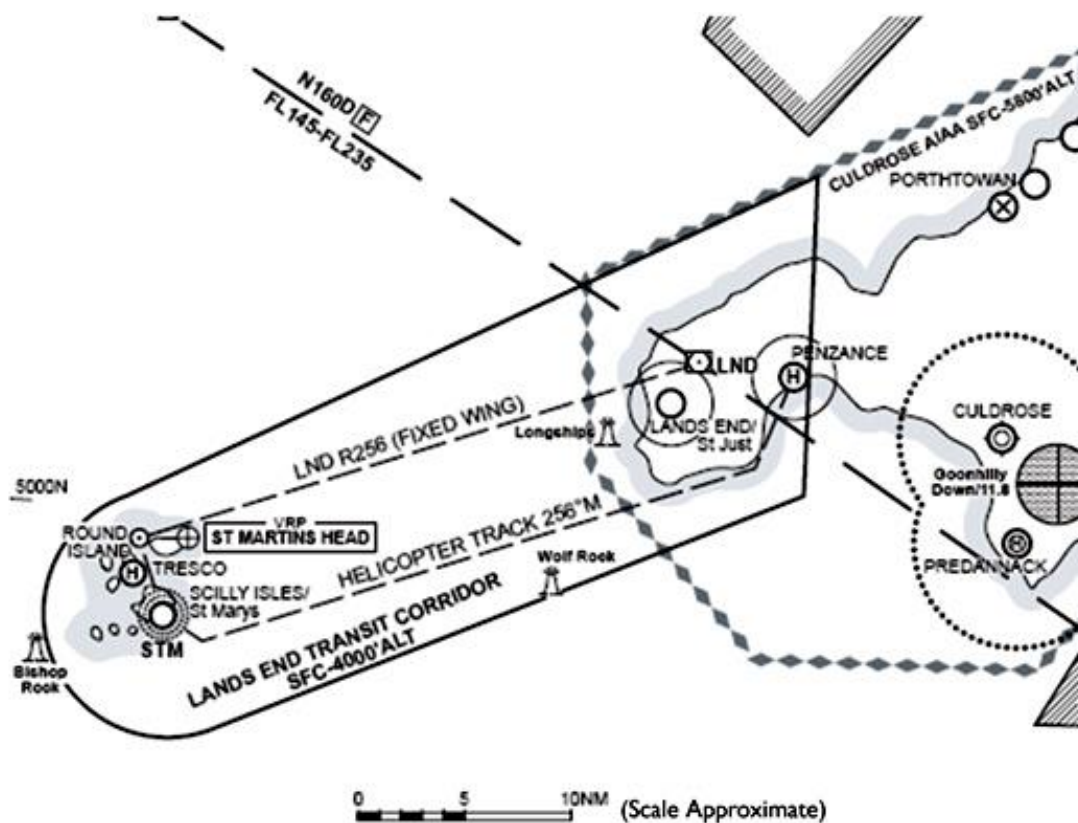 N160D F
FL145-FL235
CULDROSE AIAA SFC-5800'ALT
PORTHTOWAN
LND
PENZANCE
H
LND R256 (FIXED WING)
Longships
LANDS END/
St Just
CULDROSE
Goonhilly
Down/11.8
H
PREDANNACK
5000N
ROUND
ISLAND
VRP
ST MARTINS HEAD
HELICOPTER TRACK 256°M
H
TRESCO
SCILLY ISLES/
St Marys
STM
Wolf Rock
LANDS END TRANSIT CORRIDOR
SFC-4000'ALT
Bishop
Rock
0 5 10NM (Scale Approximate)